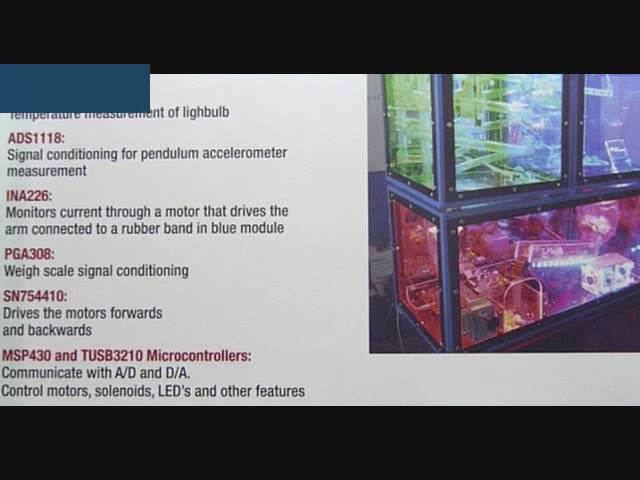 Temperature measurement of lighbulb
ADS1118:
Signal conditioning for pendulum accelerometer
measurement
INA226:
Monitors current through a motor that drives the
arm connected to a rubber band in blue module
PGA308:
Weigh scale signal conditioning
SN754410:
Drives the motors forwards
and backwards
MSP430 and TUSB3210 Microcontrollers:
Communicate with A/D and D/A.
Control motors, solenoids, LED's and other features